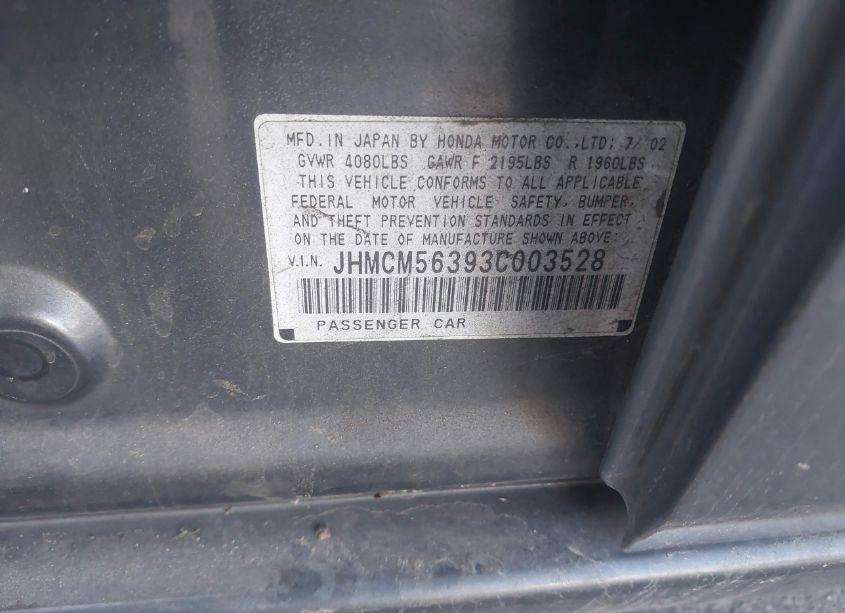 MFD.IN JAPAN BY HONDA MOTOR CO.,LTD: 7/ 02
GVWR 4080LBS GAWR F 2195LBS R 1960LBS
THIS VEHICLE CONFORMS TO ALL APPLICABLE
FEDERAL MOTOR VEHICLE SAFETY, BUMPER,
AND THEFT PREVENTION STANDARDS IN EFFECT
ON THE DATE OF MANUFACTURE SHOWN ABOVE:
V.I.N. JHMCM56393C003528
PASSENGER CAR